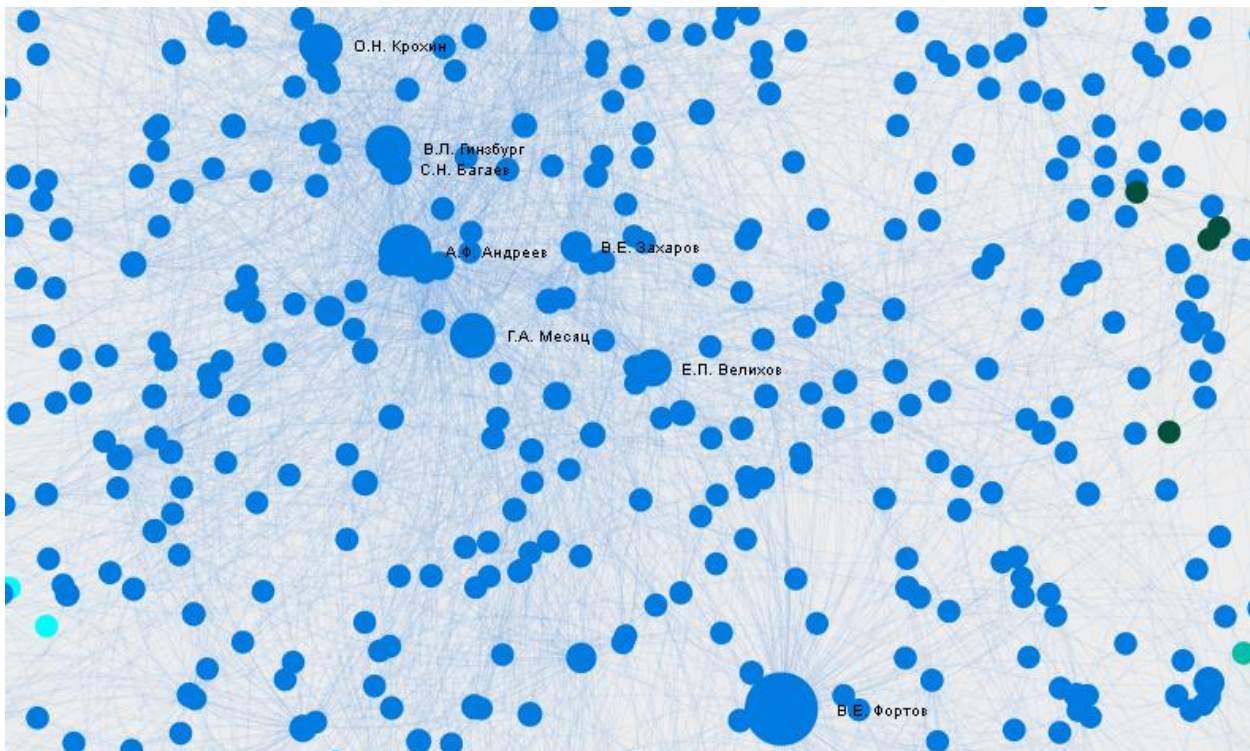 О.Н. Крохин
В.Л. Гинзбург
С.Н. Багаев
А.Ф. Андреев
В.Е. Захаров
Г.А. Месяц
Е.П. Велихов
В.Е. Фортов